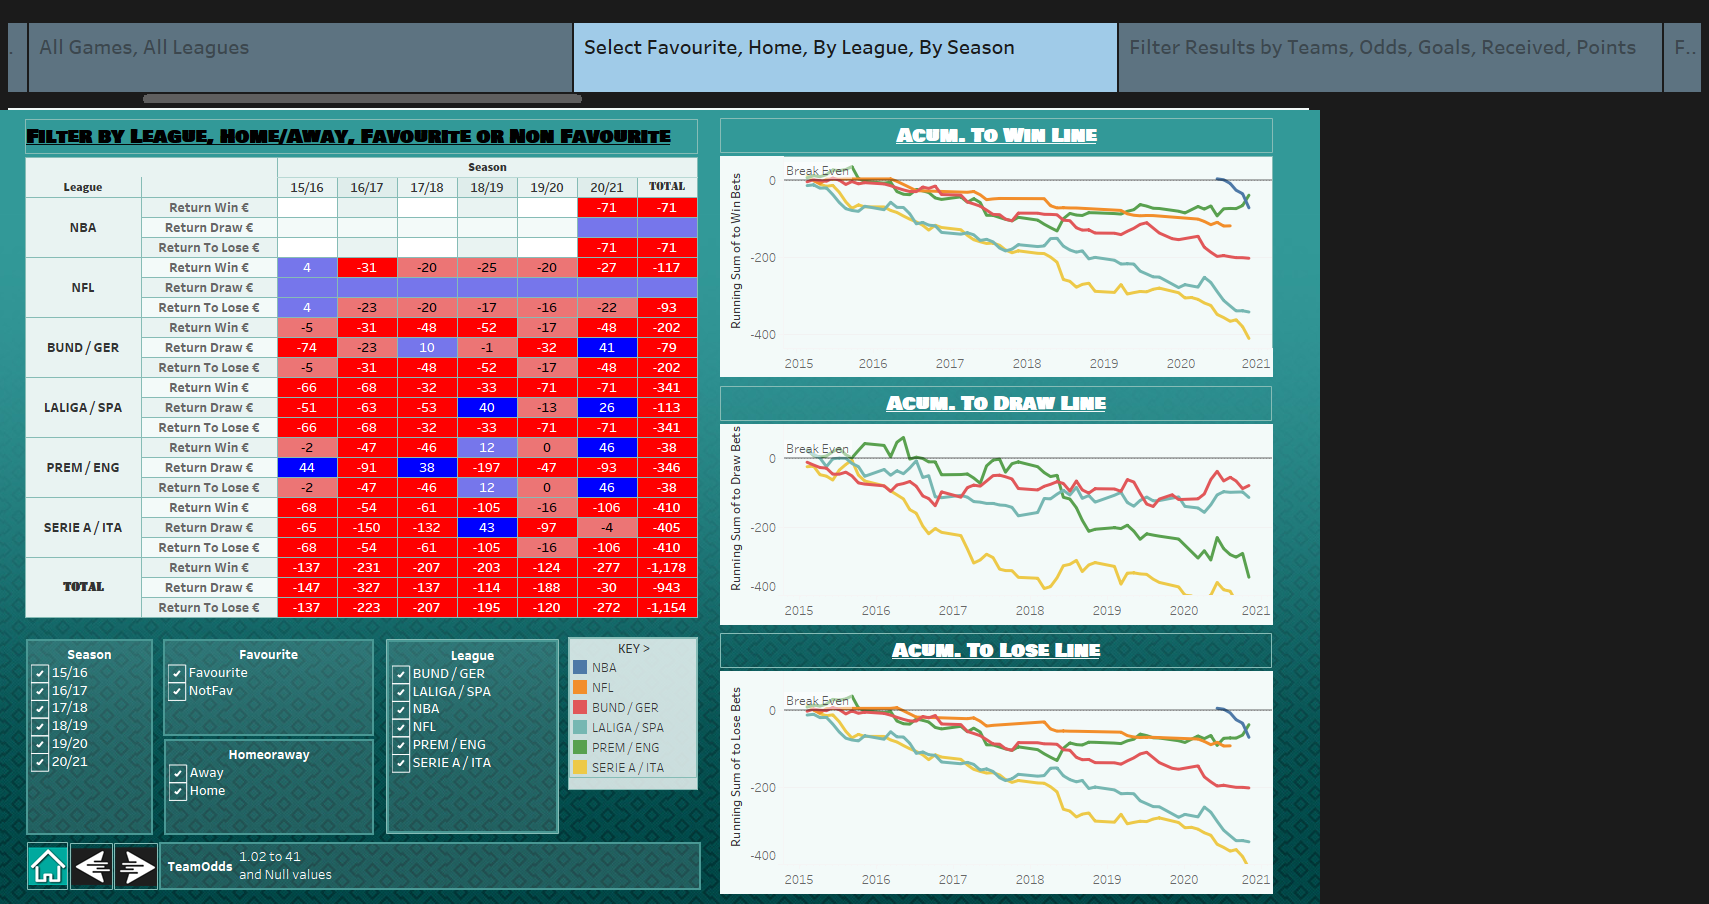 .
All Games, All Leagues
Select Favourite, Home, By League, By Season
Filter Results by Teams, Odds, Goals, Received, Points
F..
Filter by League, Home/Away, Favourite or Non Favourite
Season
League 15/16 16/17 17/18 18/19 19/20 20/21 TOTAL
NBA
Return Win € -71 -71
Return Draw €
Return To Lose € -71 -71
NFL
Return Win € 4 -31 -20 -25 -20 -27 -117
Return Draw €
Return To Lose € 4 -23 -20 -17 -16 -22 -93
BUND / GER
Return Win € -5 -31 -48 -52 -17 -48 -202
Return Draw € -74 -23 10 -1 -32 41 -79
Return To Lose € -5 -31 -48 -52 -17 -48 -202
LALIGA / SPA
Return Win € -66 -68 -32 -33 -71 -71 -341
Return Draw € -51 -63 -53 40 -13 26 -113
Return To Lose € -66 -68 -32 -33 -71 -71 -341
PREM / ENG
Return Win € -2 -47 -46 12 0 46 -38
Return Draw € 44 -91 38 -197 -47 -93 -346
Return To Lose € -2 -47 -46 12 0 46 -38
SERIE A / ITA
Return Win € -68 -54 -61 -105 -16 -106 -410
Return Draw € -65 -150 -132 43 -97 -4 -405
Return To Lose € -68 -54 -61 -105 -16 -106 -410
TOTAL
Return Win € -137 -231 -207 -203 -124 -277 -1,178
Return Draw € -147 -327 -137 -114 -188 -30 -943
Return To Lose € -137 -223 -207 -195 -120 -272 -1,154
Season
15/16
16/17
17/18
18/19
19/20
20/21
Favourite
Favourite
NotFav
Homeoraway
Away
Home
League
BUND / GER
LALIGA / SPA
NBA
NFL
PREM / ENG
SERIE A / ITA
KEY >
NBA
NFL
BUND / GER
LALIGA / SPA
PREM / ENG
SERIE A / ITA
TeamOdds
1.02 to 41
and Null values
Acum. To Win Line
Running Sum of to Win Bets
Break Even
0
-200
-400
2015 2016 2017 2018 2019 2020 2021
Acum. To Draw Line
Running Sum of to Draw Bets
Break Even
0
-200
-400
2015 2016 2017 2018 2019 2020 2021
Acum. To Lose Line
Running Sum of to Lose Bets
Break Even
0
-200
-400
2015 2016 2017 2018 2019 2020 2021